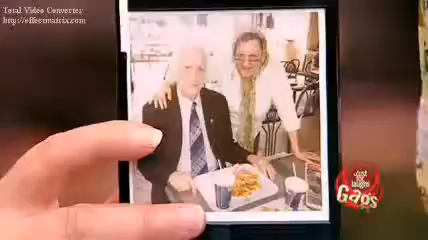 Total Video Converter
http://effectmatrix.com
Just
for
laughs
Gags